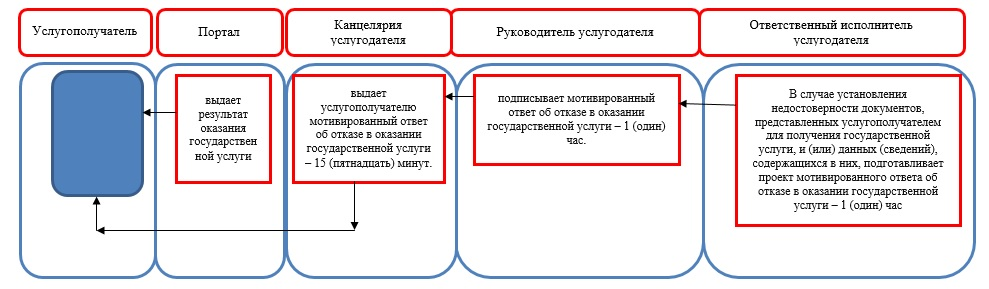 Услугополучатель
Портал
Канцелярия
услугодателя
Руководитель услугодателя
Ответственный исполнитель
услугодателя
выдает
результат
оказания
государствен
ной услуги
выдает
услугополучателю
мотивированный ответ
об отказе в оказании
государственной услуги
– 15 (пятнадцать) минут.
подписывает мотивированный
ответ об отказе в оказании
государственной услуги – 1 (один)
час.
В случае установления
недостоверности документов,
представленных услугополучателем
для получения государственной
услуги, и (или) данных (сведений),
содержащихся в них, подготавливает
проект мотивированного ответа об
отказе в оказании государственной
услуги – 1 (один) час